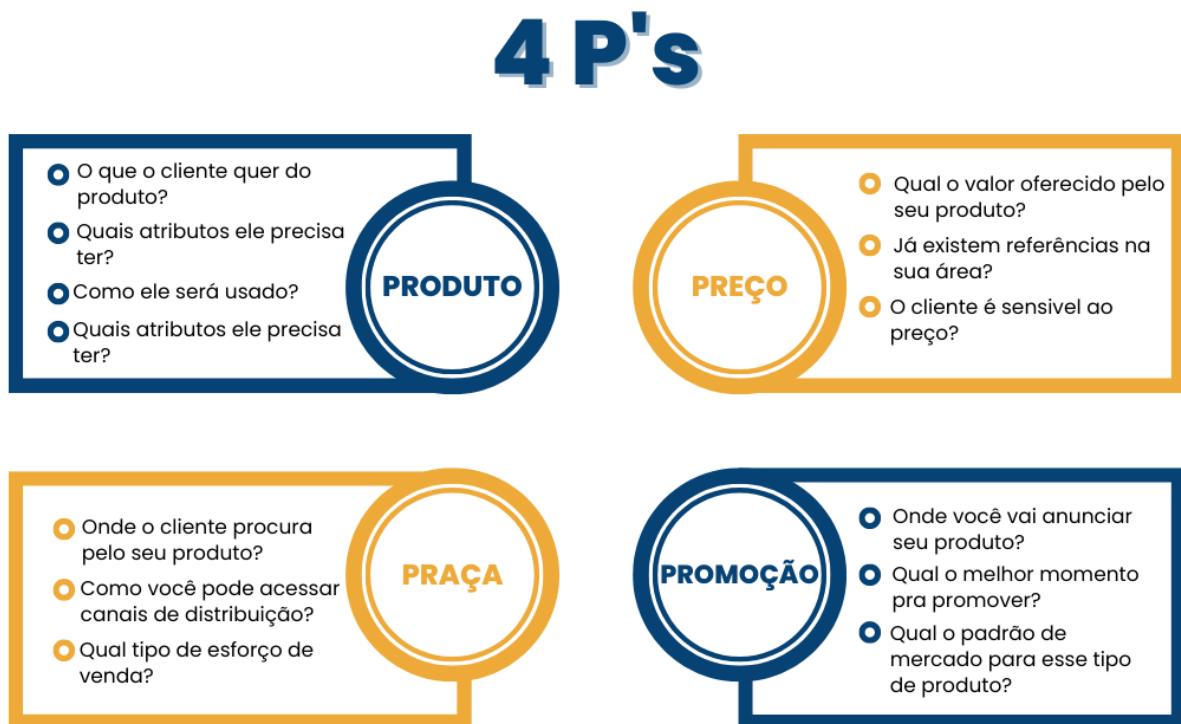 4 P's
O que o cliente quer do
produto?
Quais atributos ele precisa
ter?
Como ele será usado?
Quais atributos ele precisa
ter?
PRODUTO
PREÇO
Qual o valor oferecido pelo
seu produto?
Já existem referências na
sua área?
O cliente é sensivel ao
preço?
Onde o cliente procura
pelo seu produto?
Como você pode acessar
canais de distribuição?
Qual tipo de esforço de
venda?
PRAÇA
PROMOÇÃO
Onde você vai anunciar
seu produto?
Qual o melhor momento
pra promover?
Qual o padrão de
mercado para esse tipo
de produto?